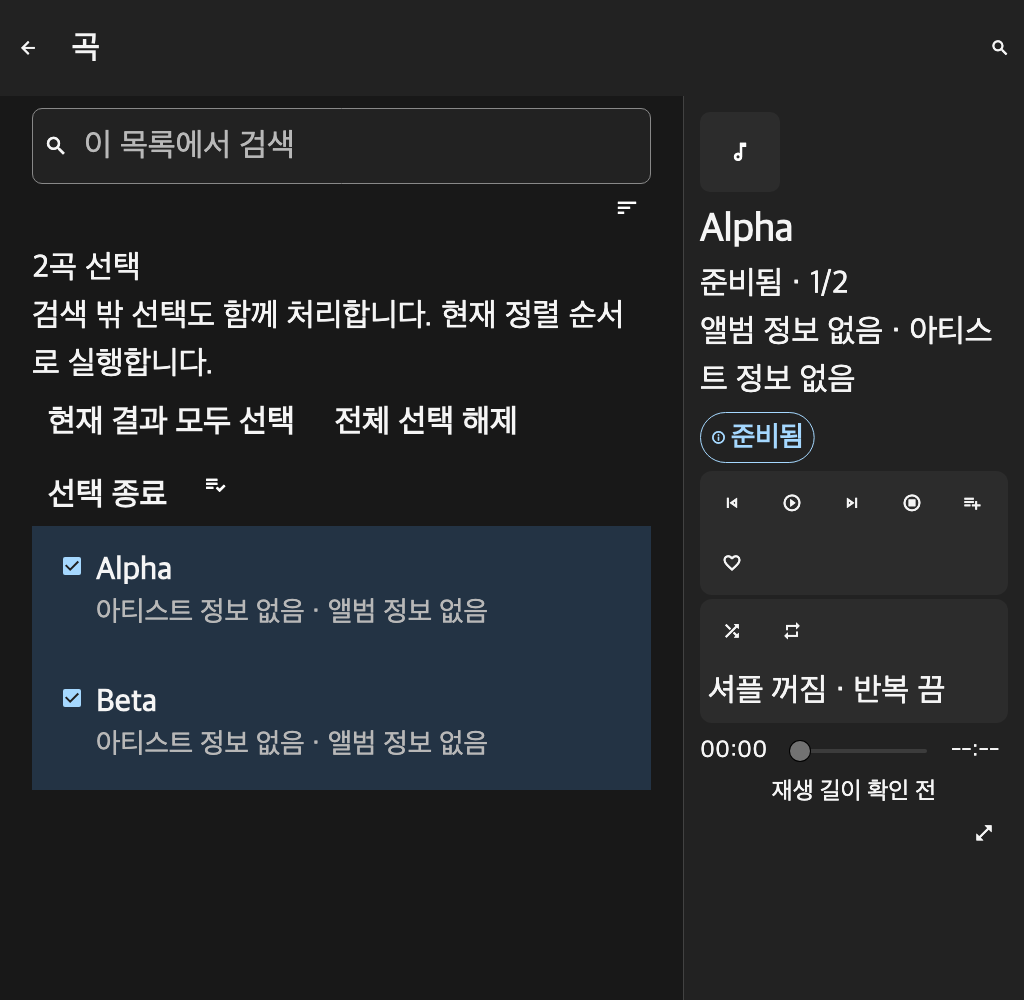 곡
이 목록에서 검색
2곡 선택
검색 밖 선택도 함께 처리합니다. 현재 정렬 순서
로 실행합니다.
현재 결과 모두 선택 전체 선택 해제
선택 종료
Alpha
아티스트 정보 없음 · 앨범 정보 없음
Beta
아티스트 정보 없음 · 앨범 정보 없음
Alpha
준비됨 · 1/2
앨범 정보 없음 · 아티스
트 정보 없음
준비됨
셔플 꺼짐 · 반복 끔
00:00 --:--
재생 길이 확인 전